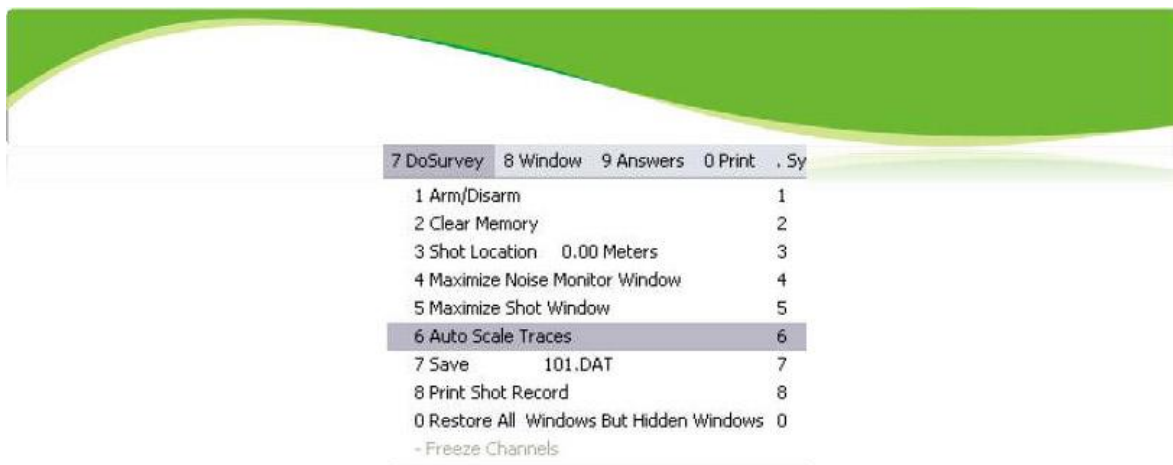 7 DoSurvey 8 Window 9 Answers 0 Print . Sy
1 Arm/Disarm 1
2 Clear Memory 2
3 Shot Location 0.00 Meters 3
4 Maximize Noise Monitor Window 4
5 Maximize Shot Window 5
6 Auto Scale Traces 6
7 Save 101.DAT 7
8 Print Shot Record 8
0 Restore All Windows But Hidden Windows 0
- Freeze Channels